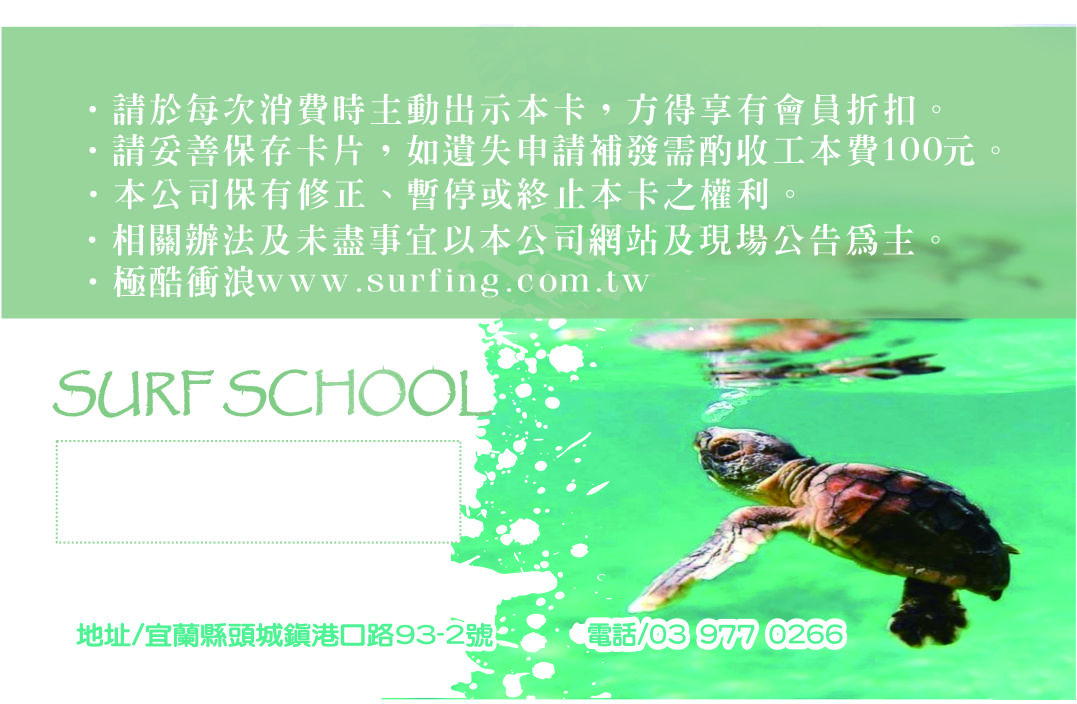 ・請於每次消費時主動出示本卡，方得享有會員折扣。
・請妥善保存卡片，如遺失申請補發需酌收工本費100元。
・本公司保有修正、暫停或終止本卡之權利。
・相關辦法及未盡事宜以本公司網站及現場公告為主。
・極酷衝浪www.surfing.com.tw
SURF SCHOOL
地址/宜蘭縣頭城鎮港口路93-2號 電話/03 977 0266